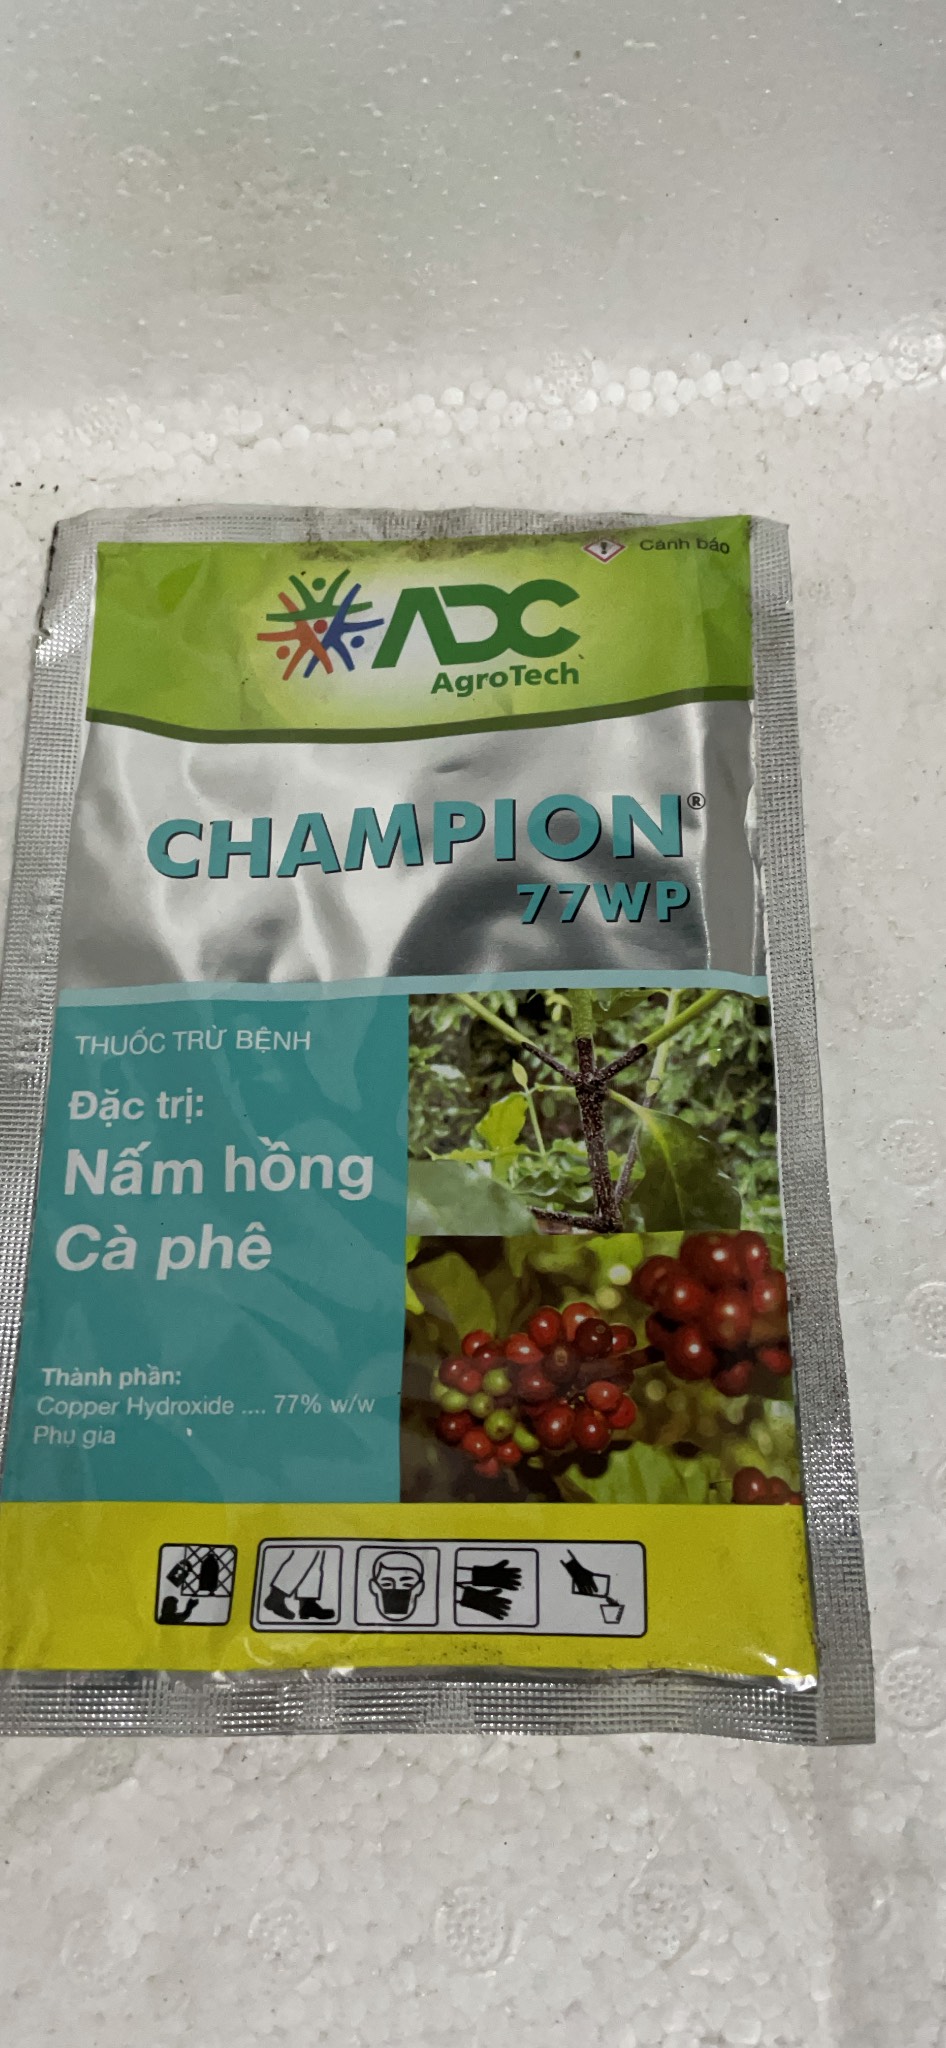 Cảnh báo
ADC
AgroTech
CHAMPION®
77WP
THUỐC TRỪ BỆNH
Đặc trị:
Nấm hồng
Cà phê
Thành phần:
Copper Hydroxide .... 77% w/w
Phụ gia